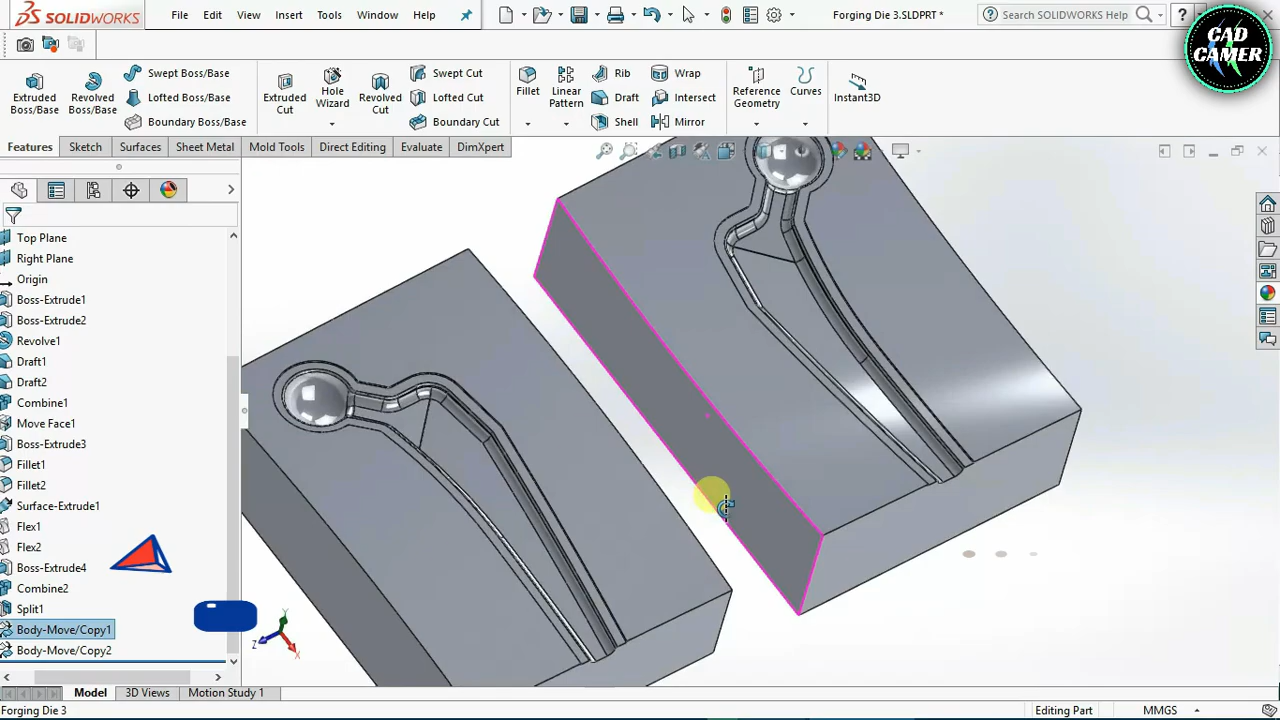 SOLIDWORKS
File Edit View Insert Tools Window Help
Forging Die 3.SLDPRT *
Search SOLIDWORKS Help
?
CAD
CAMER
Extruded Boss/Base
Revolved Boss/Base
Swept Boss/Base
Lofted Boss/Base
Boundary Boss/Base
Extruded Cut
Hole Wizard
Revolved Cut
Swept Cut
Lofted Cut
Boundary Cut
Fillet
Linear Pattern
Rib
Draft
Shell
Wrap
Intersect
Mirror
Reference Geometry
Curves
Instant3D
Features Sketch Surfaces Sheet Metal Mold Tools Direct Editing Evaluate DimXpert
Top Plane
Right Plane
Origin
Boss-Extrude1
Boss-Extrude2
Revolve1
Draft1
Draft2
Combine1
Move Face1
Boss-Extrude3
Fillet1
Fillet2
Surface-Extrude1
Flex1
Flex2
Boss-Extrude4
Combine2
Split1
Body-Move/Copy1
Body-Move/Copy2
Y
Z
X
Model 3D Views Motion Study 1
Forging Die 3
Editing Part
MMGS